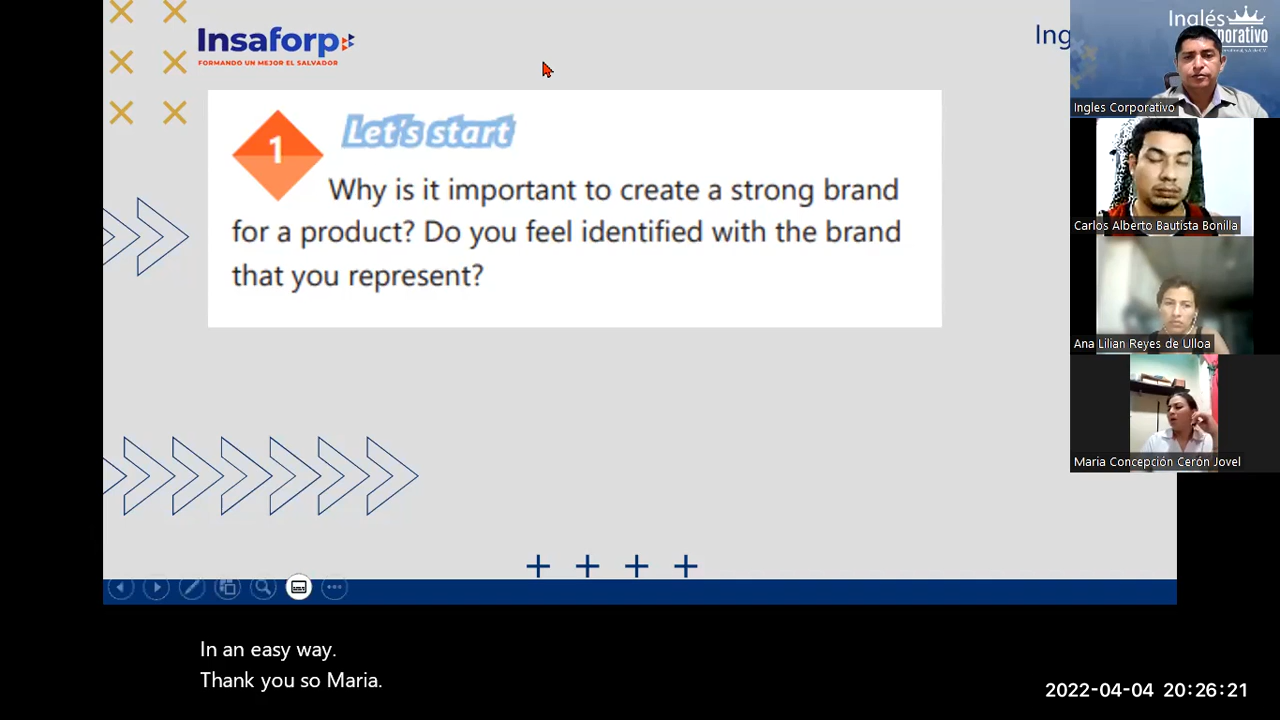 Insaforp
FORMANDO UN MEJOR EL SALVADOR
Ing
Inglés
Ingles Corporativo
1
Let's start
Why is it important to create a strong brand
for a product? Do you feel identified with the brand
that you represent?
Carlos Alberto Bautista Bonilla
Ana Lilian Reyes de Ulloa
Maria Concepción Cerón Jovel
In an easy way.
Thank you so Maria.
2022-04-04 20:26:21